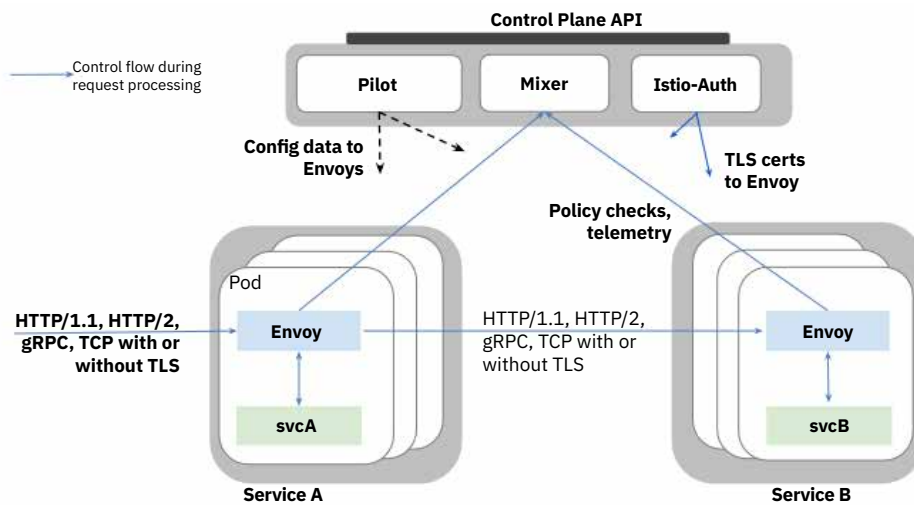 Control Plane API
Control flow during
request processing
Pilot
Mixer
Istio-Auth
Config data to
Envoys
TLS certs
to Envoy
Policy checks,
telemetry
Pod
HTTP/1.1, HTTP/2,
gRPC, TCP with or
without TLS
Envoy
HTTP/1.1, HTTP/2,
gRPC, TCP with or
without TLS
Envoy
svcA
svcB
Service A
Service B